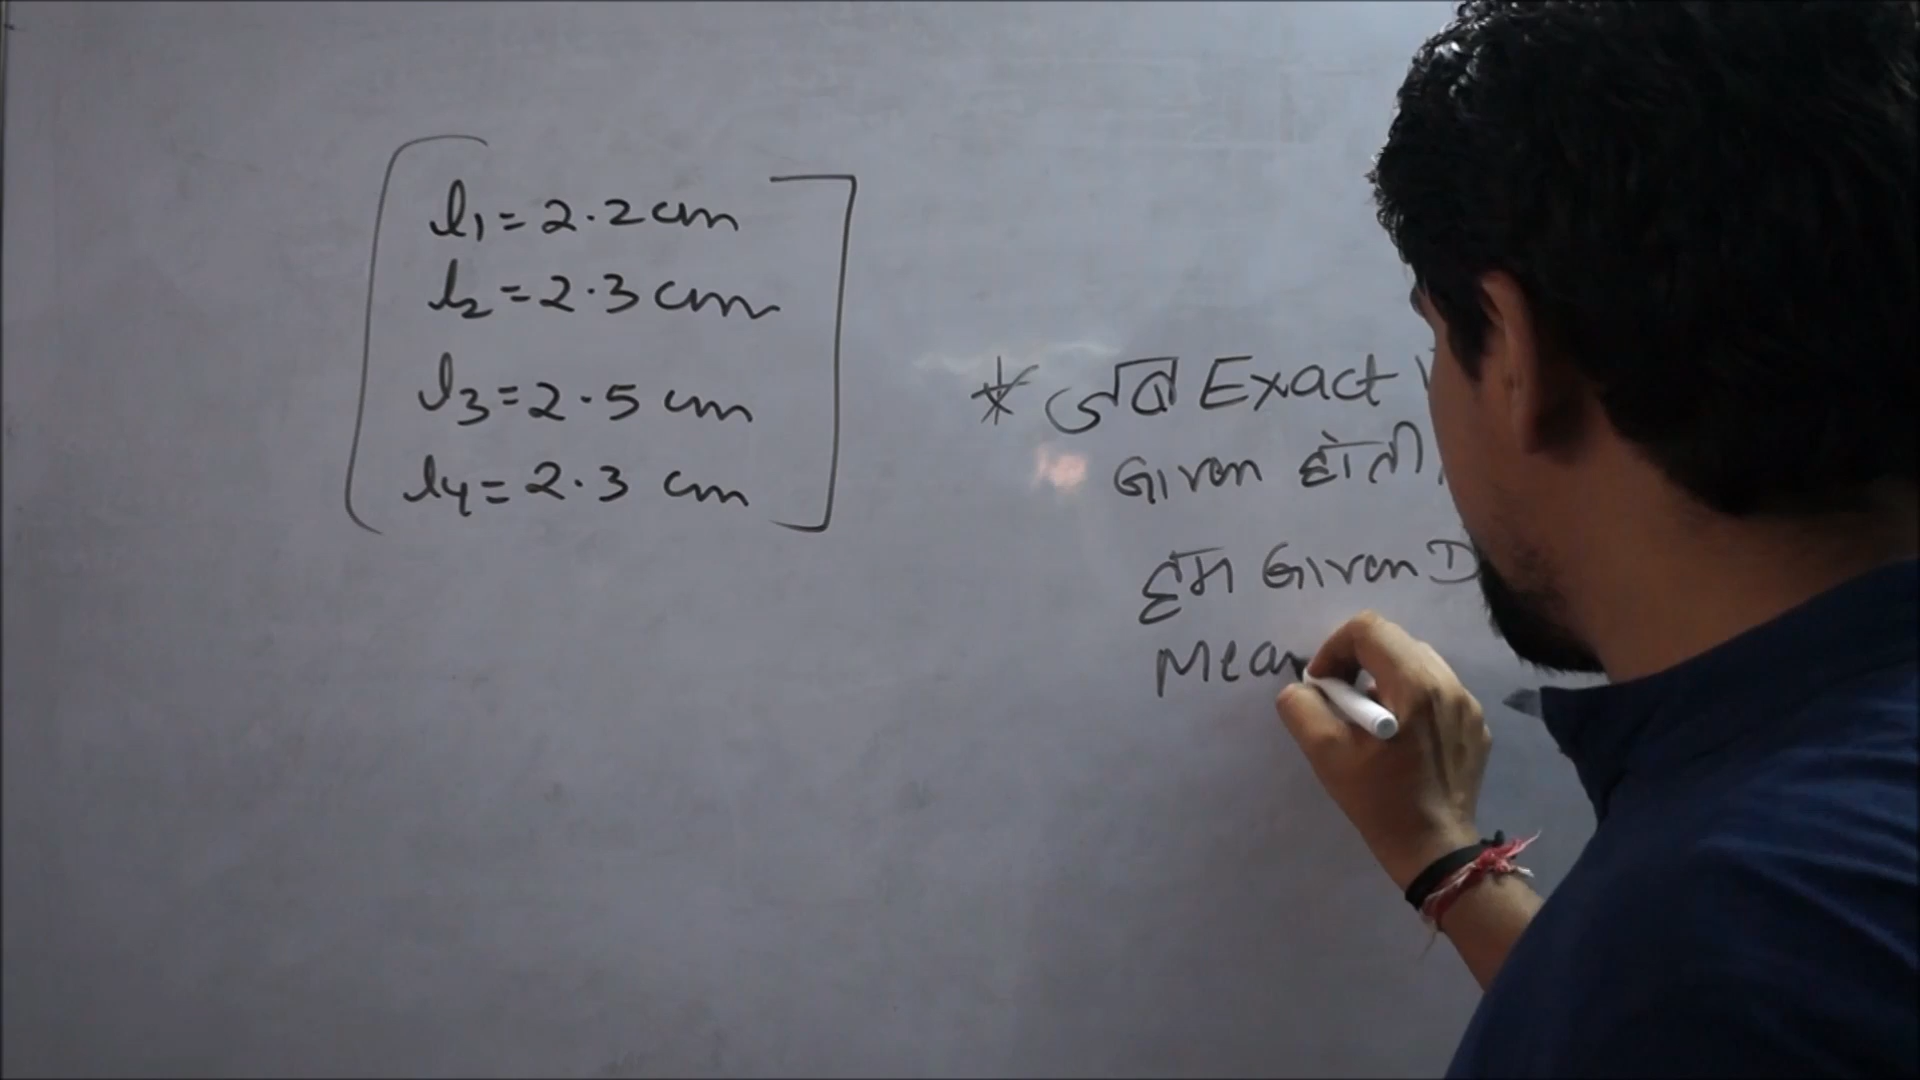 l1 = 2.2 cm
l2 = 2.3 cm
l3 = 2.5 cm
l4 = 2.3 cm
* जब Exact
Given होती
हम Given
Mean